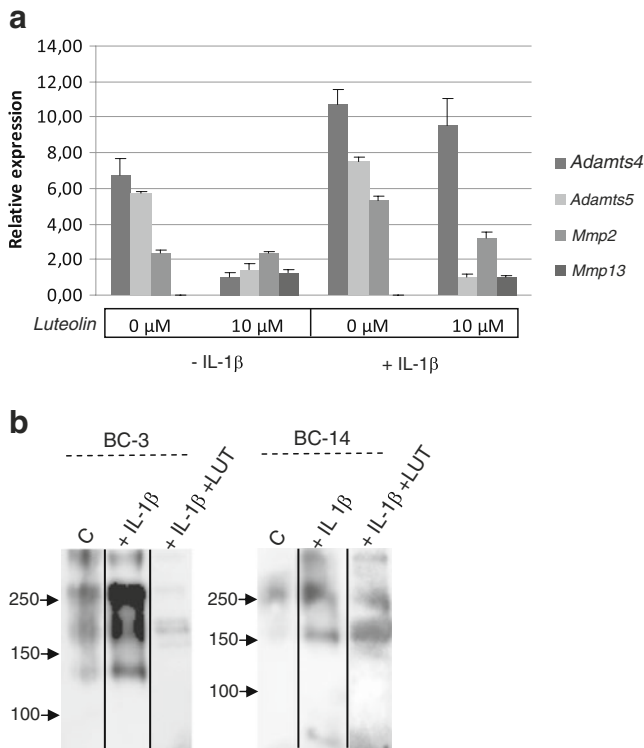 a
14,00
12,00
10,00
8,00
6,00
4,00
2,00
0,00
Relative expression
Adamts4
Adamts5
Mmp2
Mmp13
Luteolin 0 µM 10 µM 0 µM 10 µM
- IL-1β + IL-1β
b
BC-3 BC-14
C + IL-1β + IL-1β +LUT C + IL 1β + IL-1β +LUT
250
150
100
250
150
100